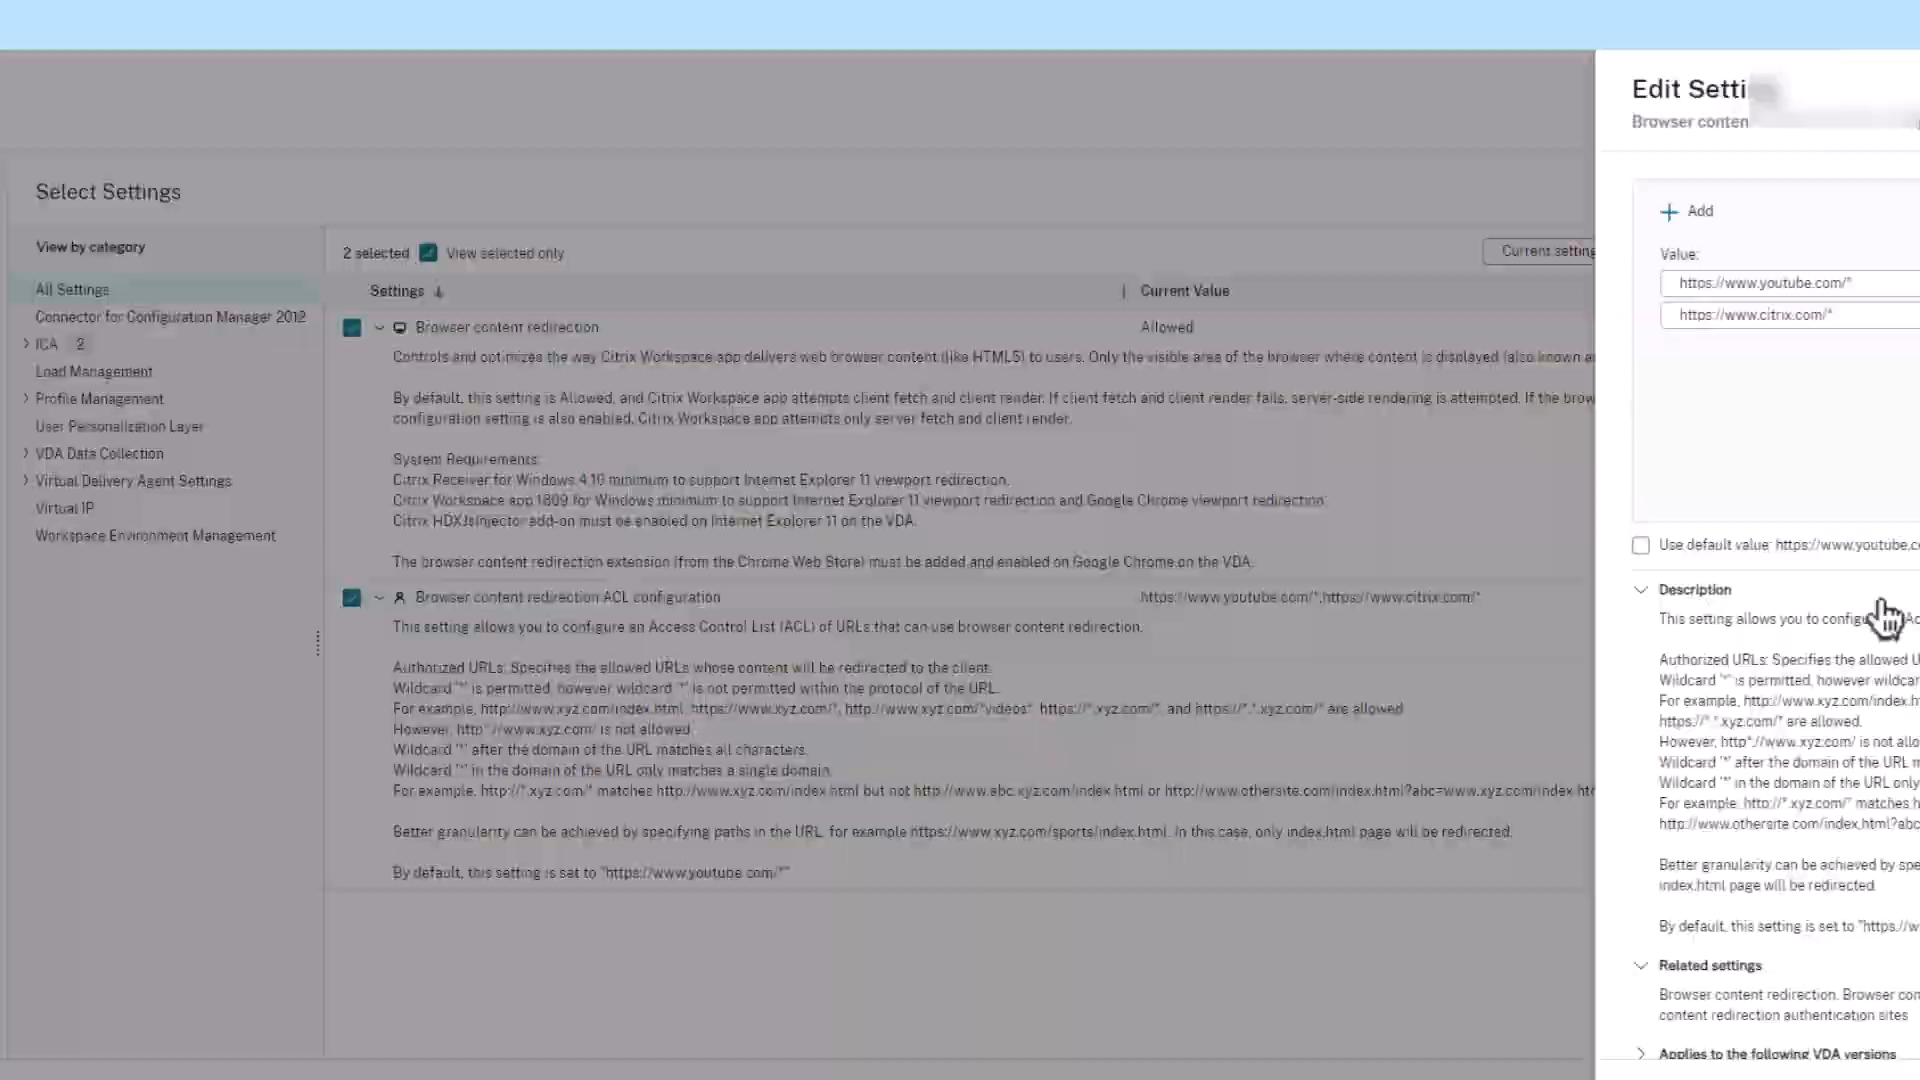 Select Settings
View by category
All Settings
Connector for Configuration Manager 2012
ICA 2
Load Management
Profile Management
User Personalization Layer
VDA Data Collection
Virtual Delivery Agent Settings
Virtual IP
Workspace Environment Management
2 selected View selected only
Current setting
Settings Current Value
Browser content redirection Allowed
Controls and optimizes the way Citrix Workspace app delivers web browser content (like HTML5) to users. Only the visible area of the browser where content is displayed (also known a
By default, this setting is Allowed, and Citrix Workspace app attempts client fetch and client render. If client fetch and client render fails, server-side rendering is attempted. If the brow
configuration setting is also enabled, Citrix Workspace app attempts only server fetch and client render.
System Requirements:
Citrix Receiver for Windows 4.10 minimum to support Internet Explorer 11 viewport redirection.
Citrix Workspace app 1809 for Windows minimum to support Internet Explorer 11 viewport redirection and Google Chrome viewport redirection
Citrix HDXJsInjector add-on must be enabled on Internet Explorer 11 on the VDA.
The browser content redirection extension (from the Chrome Web Store) must be added and enabled on Google Chrome on the VDA.
Browser content redirection ACL configuration https://www.youtube.com/*,https://www.citrix.com/*
This setting allows you to configure an Access Control List (ACL) of URLs that can use browser content redirection.
Authorized URLs: Specifies the allowed URLs whose content will be redirected to the client.
Wildcard '*' is permitted, however wildcard '*' is not permitted within the protocol of the URL.
For example, http://www.xyz.com/index.html, https://www.xyz.com/*, http://www.xyz.com/*videos*, https://*.xyz.com/*, and https://*.*.xyz.com/* are allowed
However, http*://www.xyz.com/ is not allowed.
Wildcard '*' after the domain of the URL matches all characters.
Wildcard '*' in the domain of the URL only matches a single domain.
For example, http://*.xyz.com/* matches http://www.xyz.com/index.html but not http://www.abc.xyz.com/index.html or http://www.othersite.com/index.html?abc=www.xyz.com/index.ht
Better granularity can be achieved by specifying paths in the URL, for example https://www.xyz.com/sports/index.html. In this case, only index.html page will be redirected.
By default, this setting is set to "https://www.youtube.com/*"
Edit Setti
Browser conten
Add
Value:
https://www.youtube.com/*
https://www.citrix.com/*
Use default value: https://www.youtube.c
Description
This setting allows you to configu Ac
Authorized URLs: Specifies the allowed U
Wildcard '*' is permitted, however wildcar
For example, http://www.xyz.com/index.h
https://*.*.xyz.com/* are allowed.
However, http*://www.xyz.com/ is not allo
Wildcard '*' after the domain of the URL m
Wildcard '*' in the domain of the URL only
For example, http://*.xyz.com/* matches h
http://www.othersite.com/index.html?abc
Better granularity can be achieved by spe
index.html page will be redirected
By default, this setting is set to "https://w
Related settings
Browser content redirection. Browser con
content redirection authentication sites
Applies to the following VDA versions